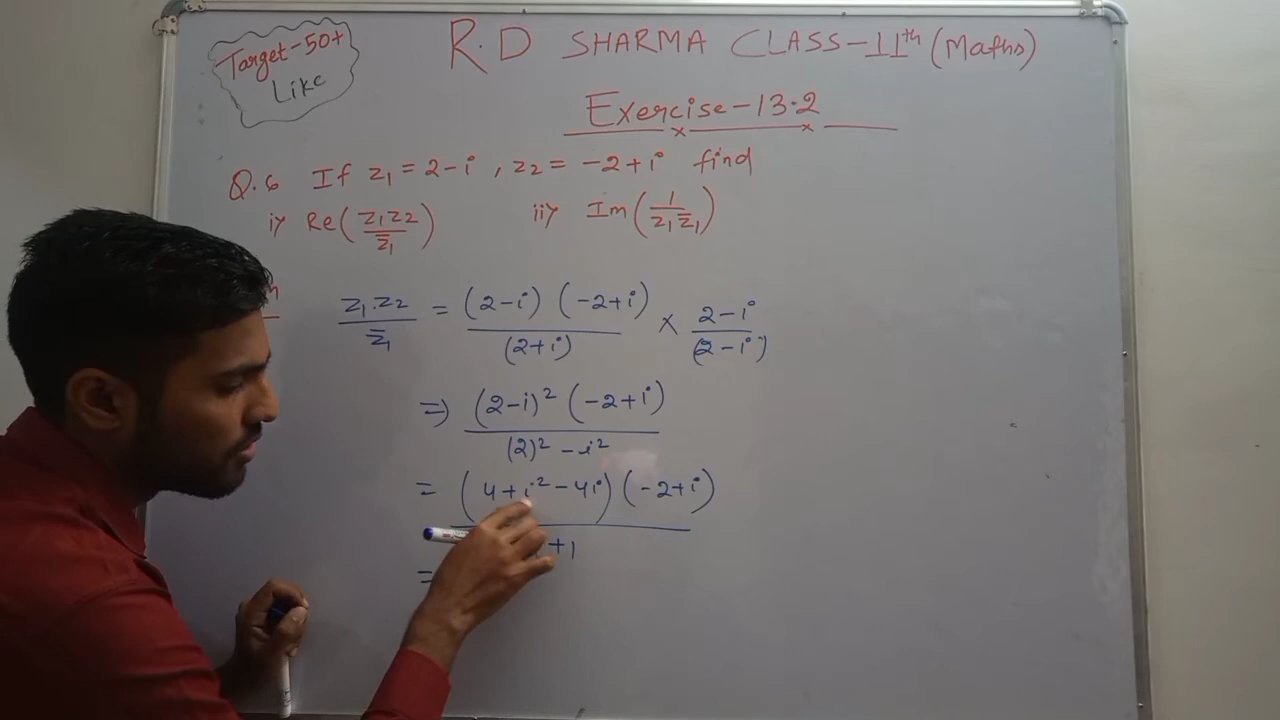 Target-50+
Like
R.D SHARMA CLASS-11th (Maths)
Exercise-13.2
Q.6 If z₁ = 2-i , z₂ = -2+i find
i) Re(z₁z₂/z̄₁) ii) Im(1/z₁z̄₁)
z₁.z₂/z̄₁ = (2-i) (-2+i)/(2+i) × 2-i/(2-i)
⇒ (2-i)² (-2+i)/(2)² - i²
= (4+i²-4i) (-2+i)/+1
=